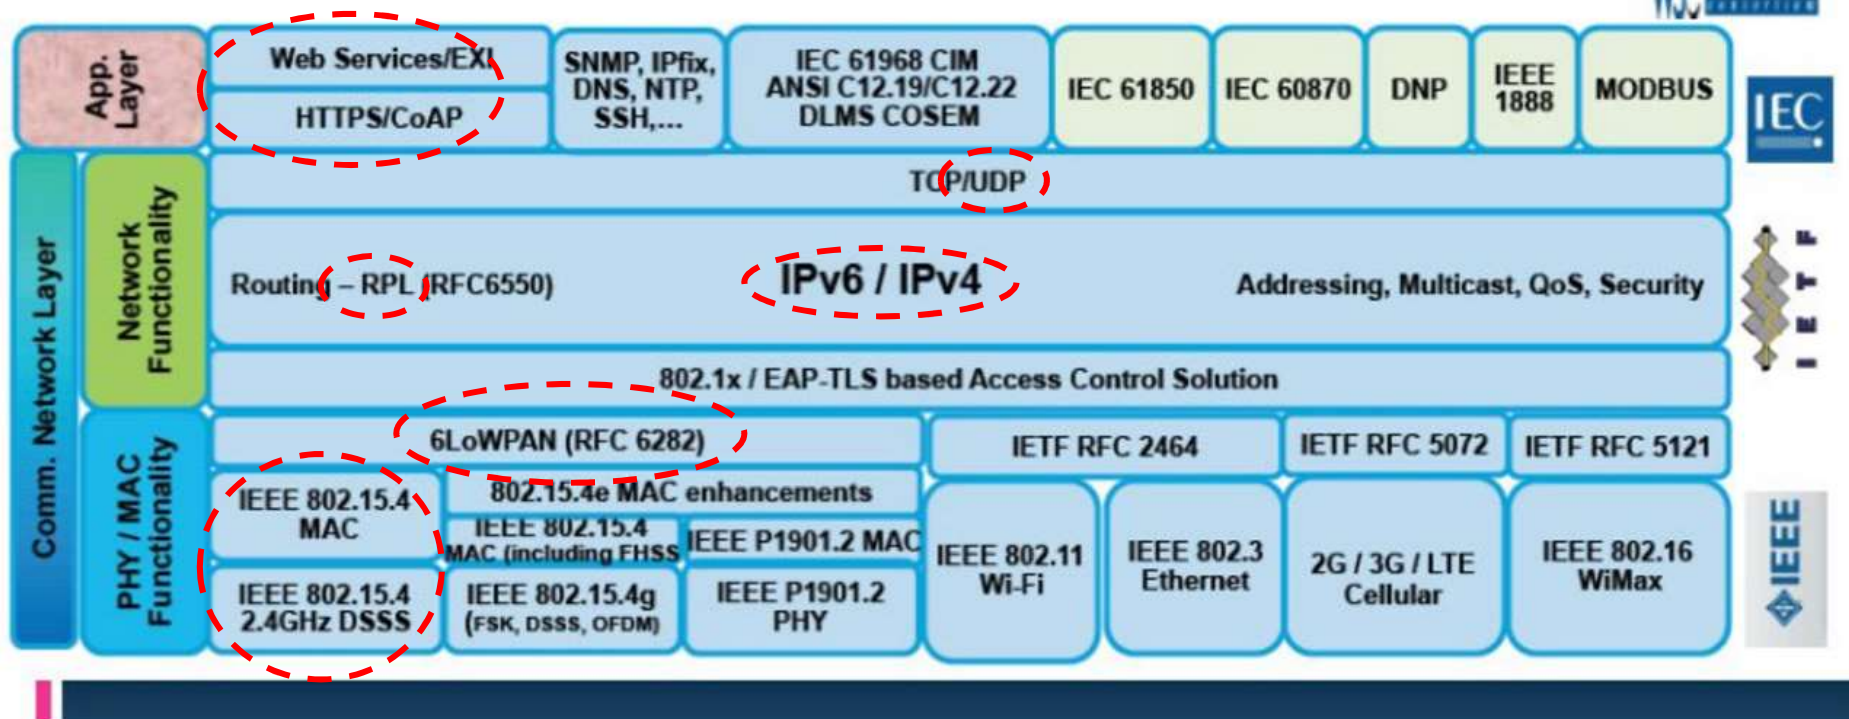 App.
Layer
Web Services/EXI
HTTPS/CoAP
SNMP, IPfix,
DNS, NTP,
SSH,...
IEC 61968 CIM
ANSI C12.19/C12.22
DLMS COSEM
IEC 61850
IEC 60870
DNP
IEEE
1888
MODBUS
IEC
Comm. Network Layer
Network
Functionality
TCP/UDP
Routing – RPL (RFC6550)
IPv6 / IPv4
Addressing, Multicast, QoS, Security
802.1x / EAP-TLS based Access Control Solution
IETF
PHY / MAC
Functionality
6LoWPAN (RFC 6282)
IETF RFC 2464
IETF RFC 5072
IETF RFC 5121
IEEE 802.15.4
MAC
802.15.4e MAC enhancements
IEEE 802.15.4
MAC (including FHSS
IEEE P1901.2 MAC
IEEE 802.15.4
2.4GHz DSSS
IEEE 802.15.4g
(FSK, DSSS, OFDM)
IEEE P1901.2
PHY
IEEE 802.11
Wi-Fi
IEEE 802.3
Ethernet
2G / 3G / LTE
Cellular
IEEE 802.16
WiMax
IEEE